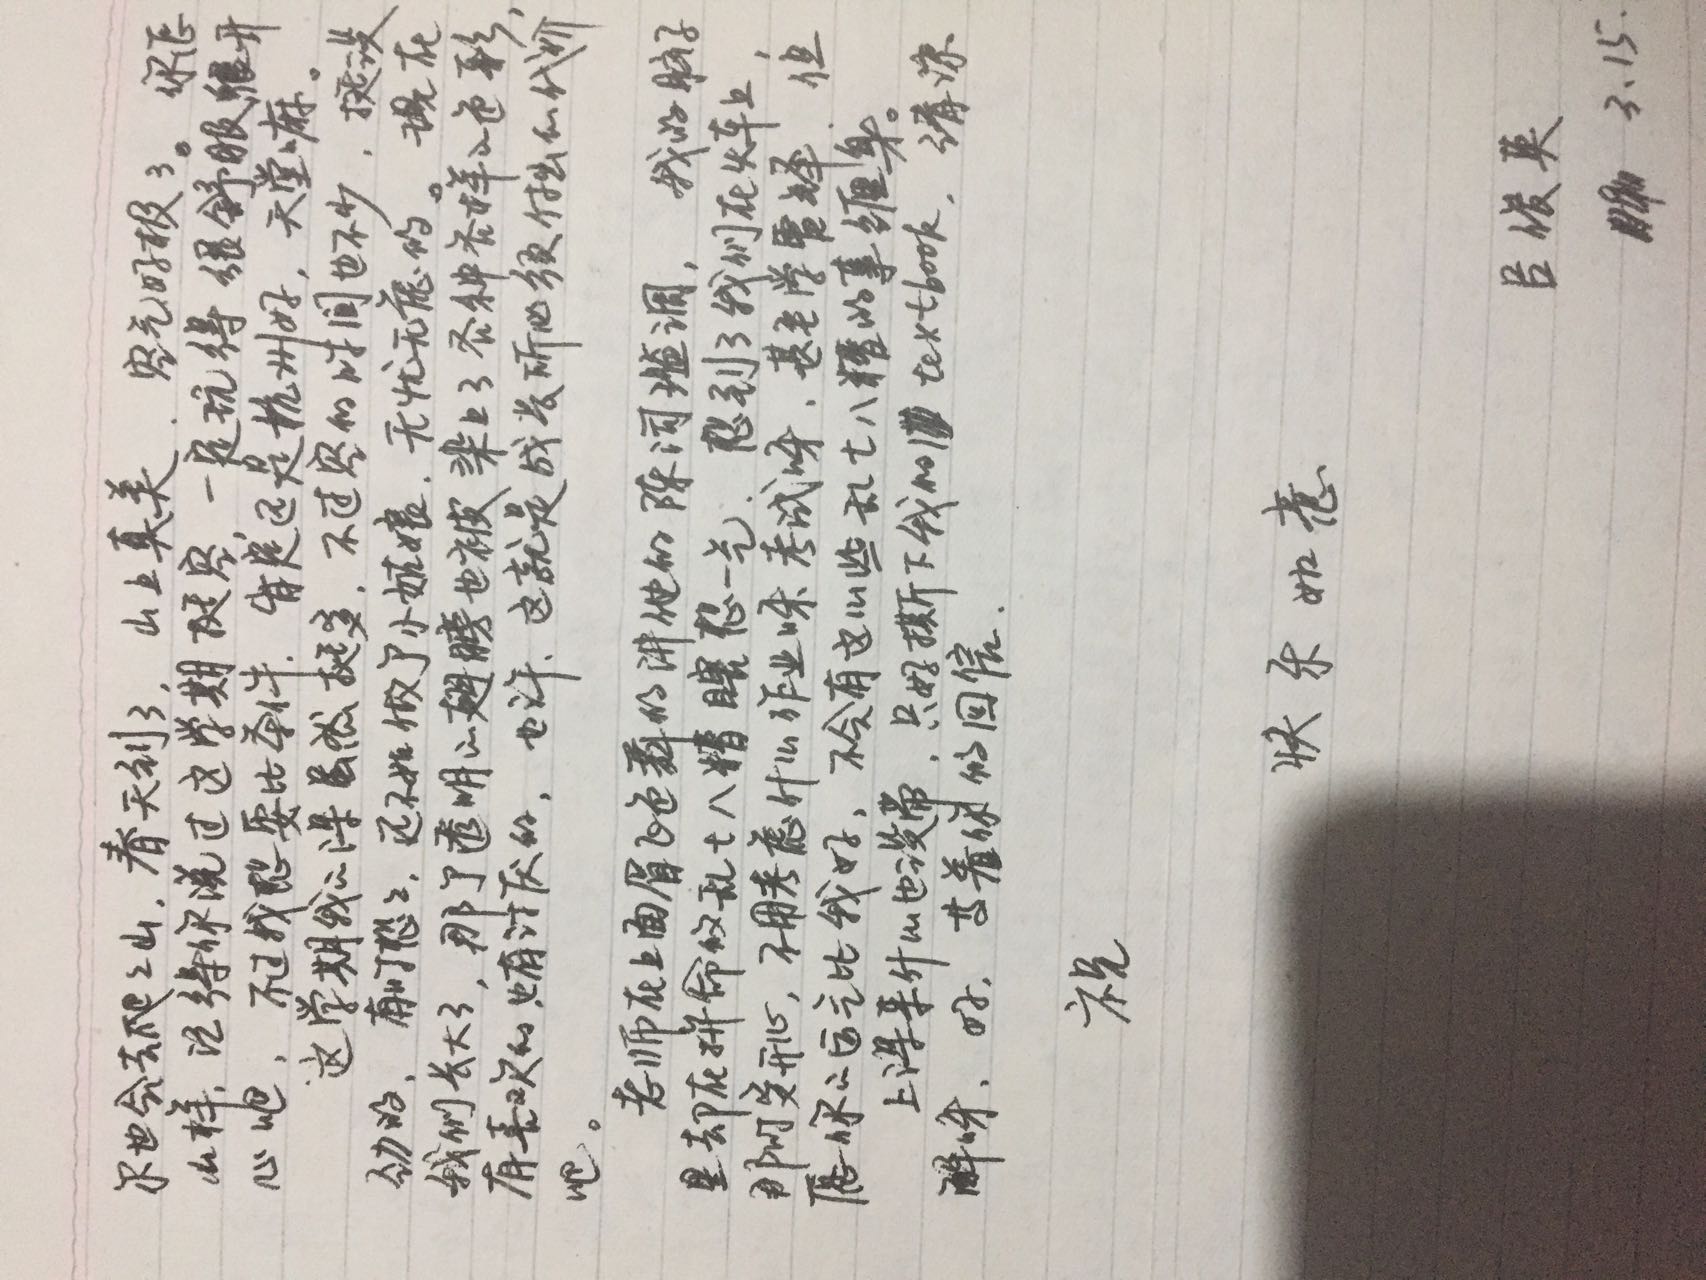 尔也会去爬爬山，春天到了，山上真美，空气好极了。你怎
么样，记得你说过这学期挺空，一定玩得很舒服，很开
心吧，不过我想要比条件，肯定还是杭州好，天堂嘛。
这学期我的课虽然挺多，不过空的时间也不少，挺没
劲的，有时想想，还不如做个小姑娘，无忧无虑的。现在
我们长大了，那个透明的翅膀也被染上了各种各样的色彩，
有喜欢的，也有讨厌的，也许，这就是成长所必须付出的代价
吧。
老师在上面眉飞色舞的讲他的陈词滥调，我的脑子
里却在拼命的乱七八糟瞎想一气，想到了我们在火车上，
那时实开心，不用考虑什么作业呀考试呀，甚至学雷锋，但
愿你的运气比我好，不会有这么些乱七八糟的事缠身。
上课来什么也没带，只好撕下我的 textbook，请谅
解呀，好，等着你的回信.
祝
快乐如意
吕俊英
3.15.